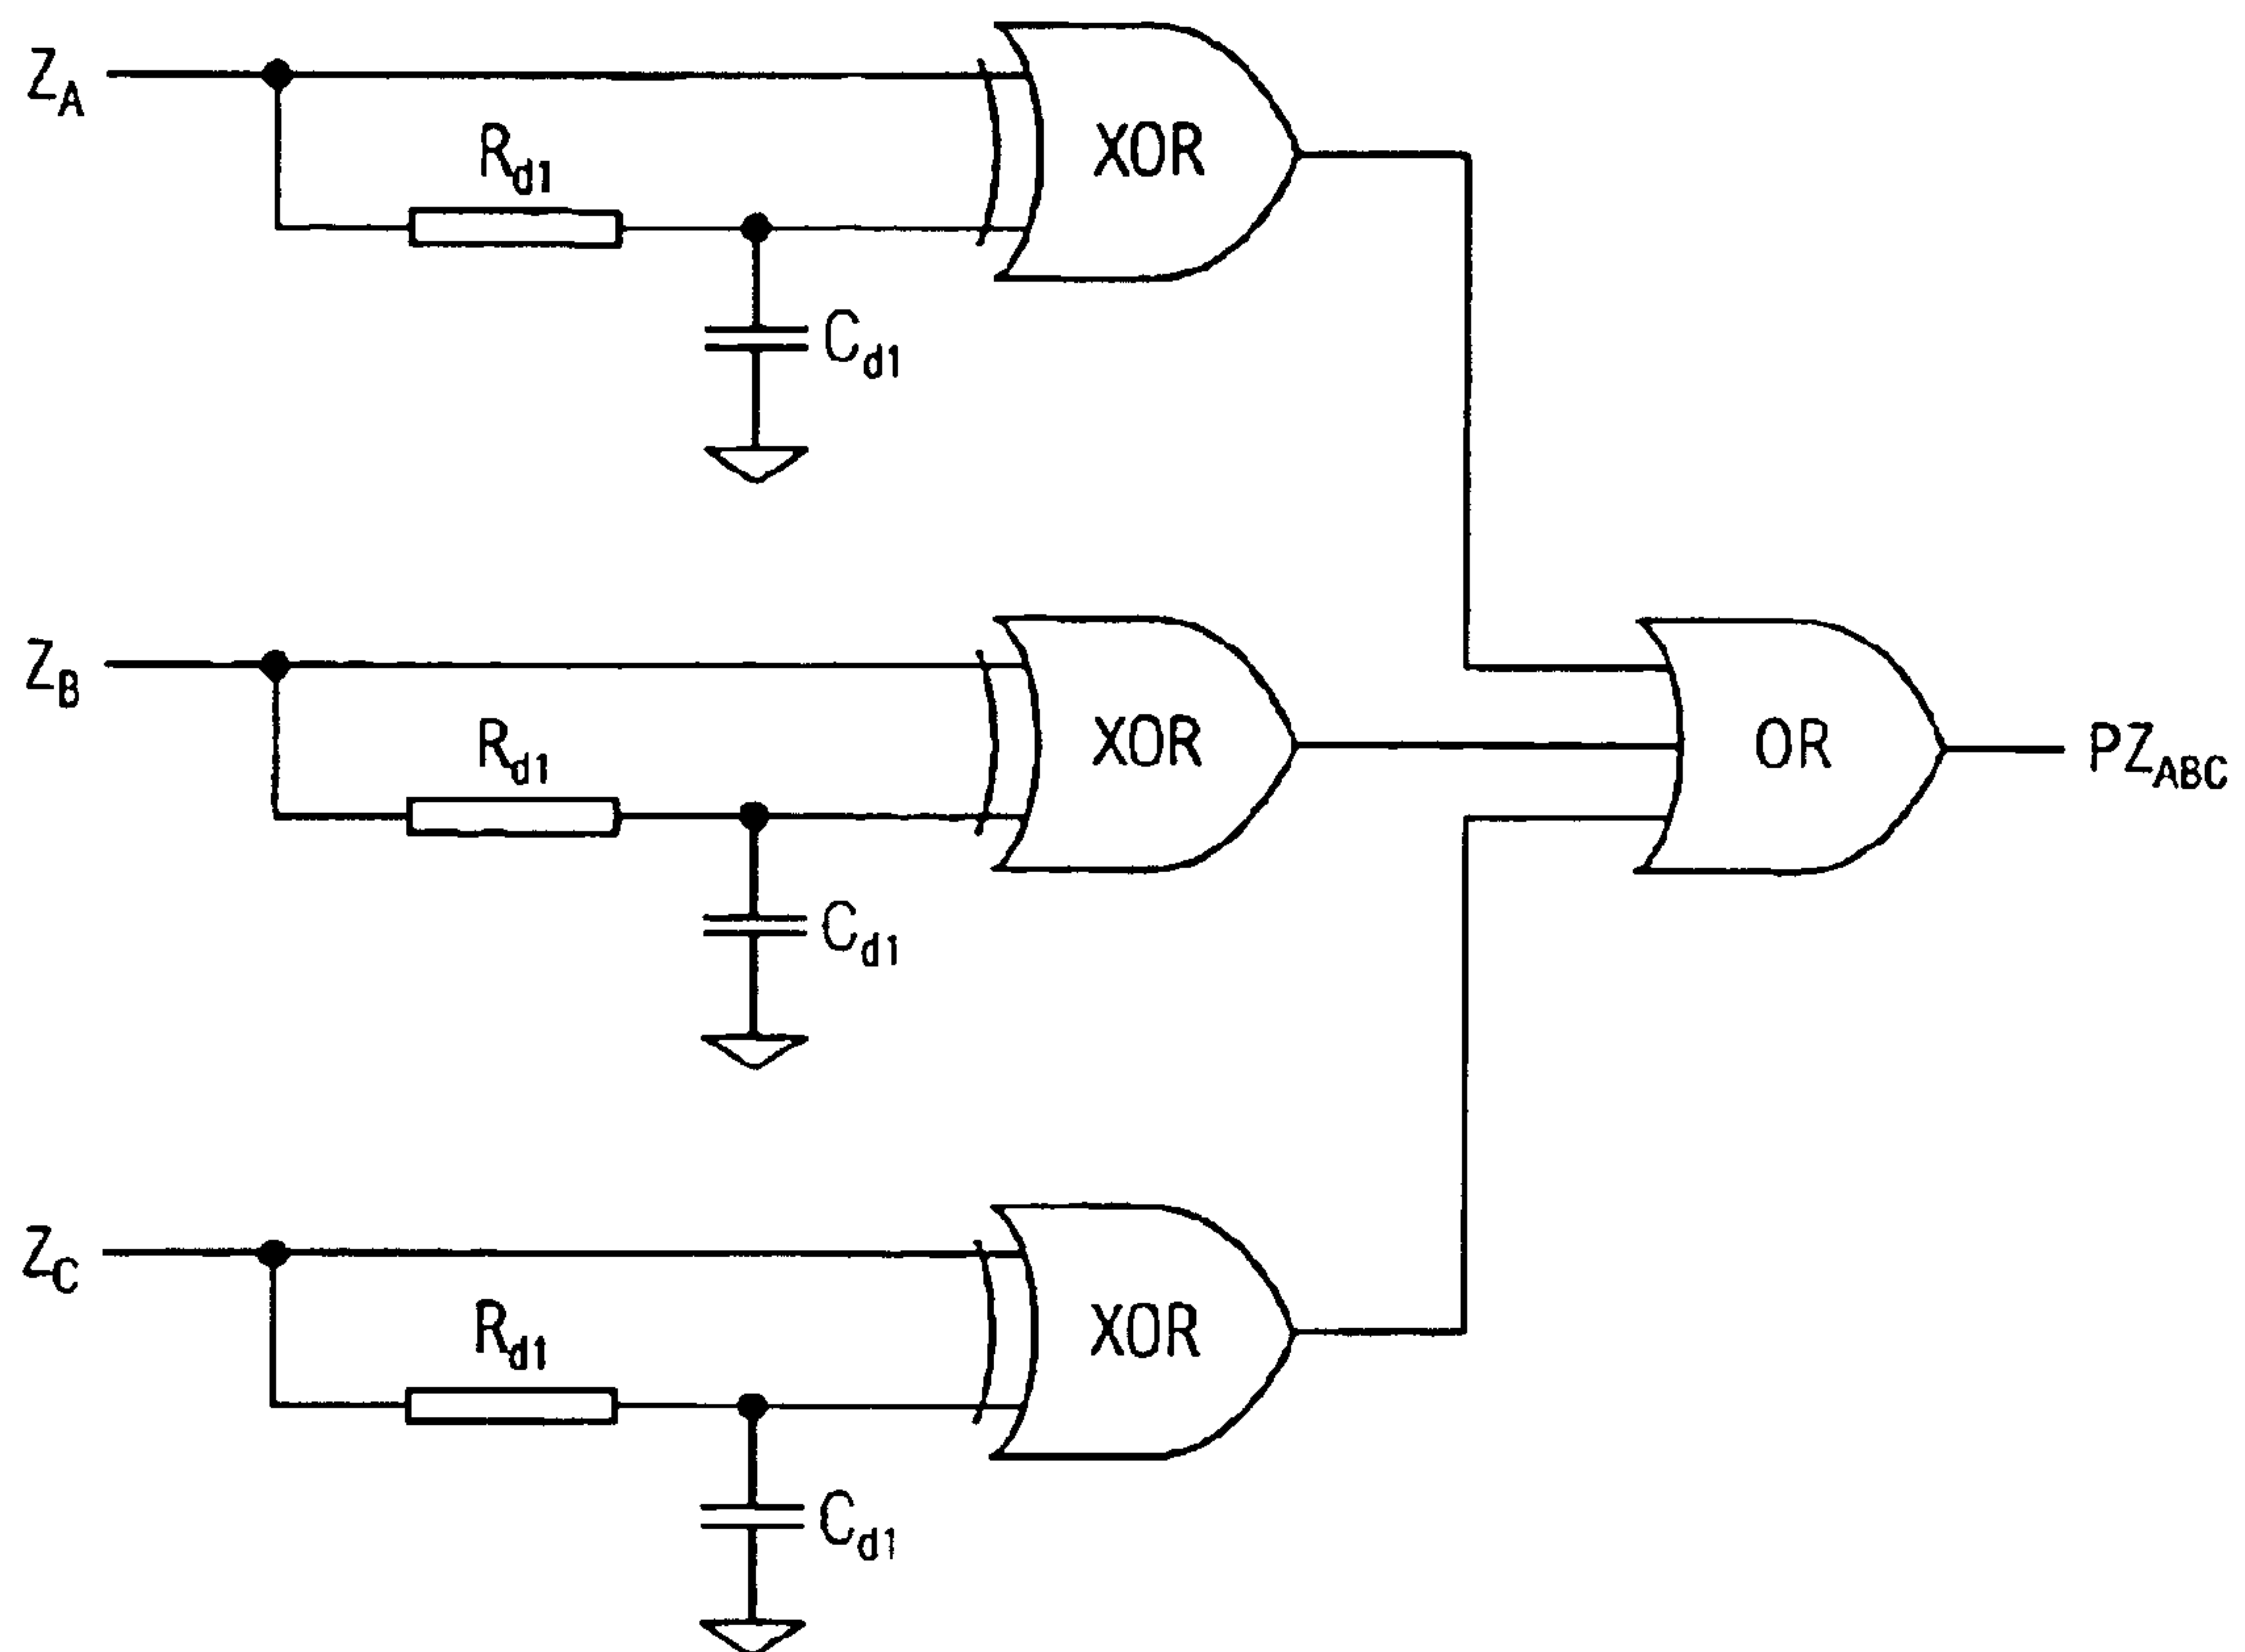 Z_A
R_d1
XOR
C_d1
Z_B
R_d1
XOR
OR
PZ_ABC
C_d1
Z_C
R_d1
XOR
C_d1